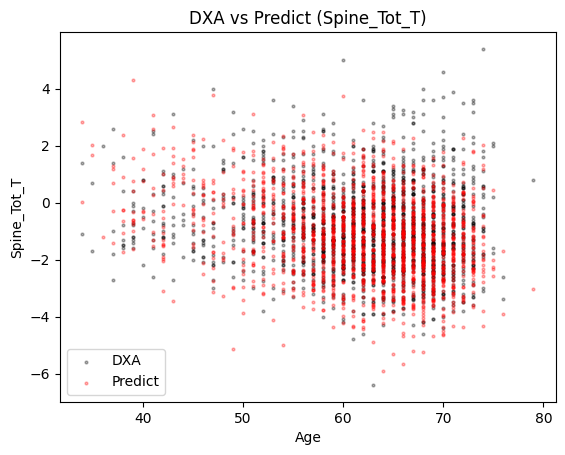 DXA vs Predict (Spine_Tot_T)
Spine_Tot_T
4
2
0
−2
−4
−6
DXA
Predict
40 50 60 70 80
Age